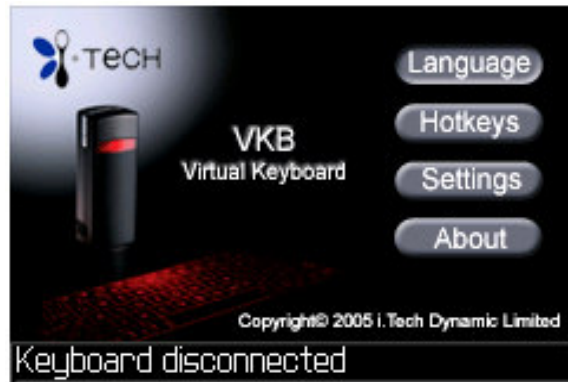 i.TECH
Language
Hotkeys
VKB
Virtual Keyboard
Settings
About
Copyright© 2005 i.Tech Dynamic Limited
Keyboard disconnected